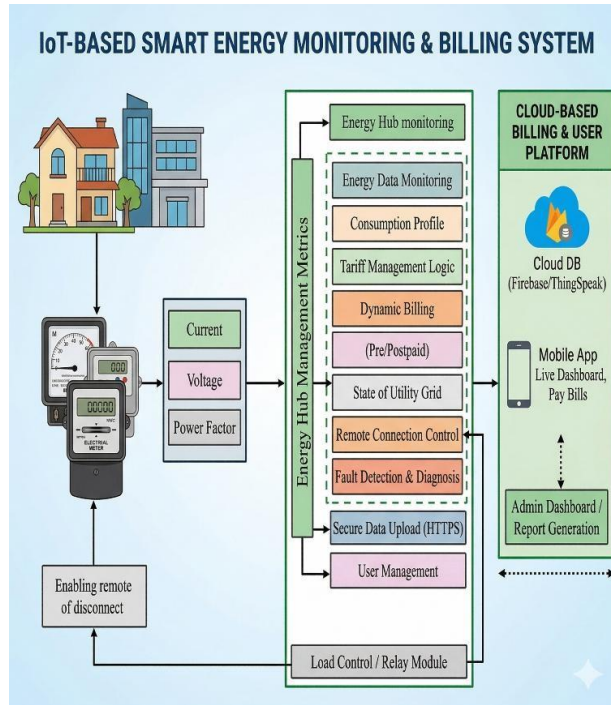 IoT-BASED SMART ENERGY MONITORING & BILLING SYSTEM
M
000
00000
ELECTRIAL
METER
Current
Voltage
Power Factor
Energy Hub Management Metrics
Energy Hub monitoring
Energy Data Monitoring
Consumption Profile
Tariff Management Logic
Dynamic Billing
(Pre/Postpaid)
State of Utility Grid
Remote Connection Control
Fault Detection & Diagnosis
Secure Data Upload (HTTPS)
User Management
Load Control / Relay Module
Enabling remote
of disconnect
CLOUD-BASED
BILLING & USER
PLATFORM
Cloud DB
(Firebase/ThingSpeak)
Mobile App
Live Dashboard,
Pay Bills
Admin Dashboard /
Report Generation